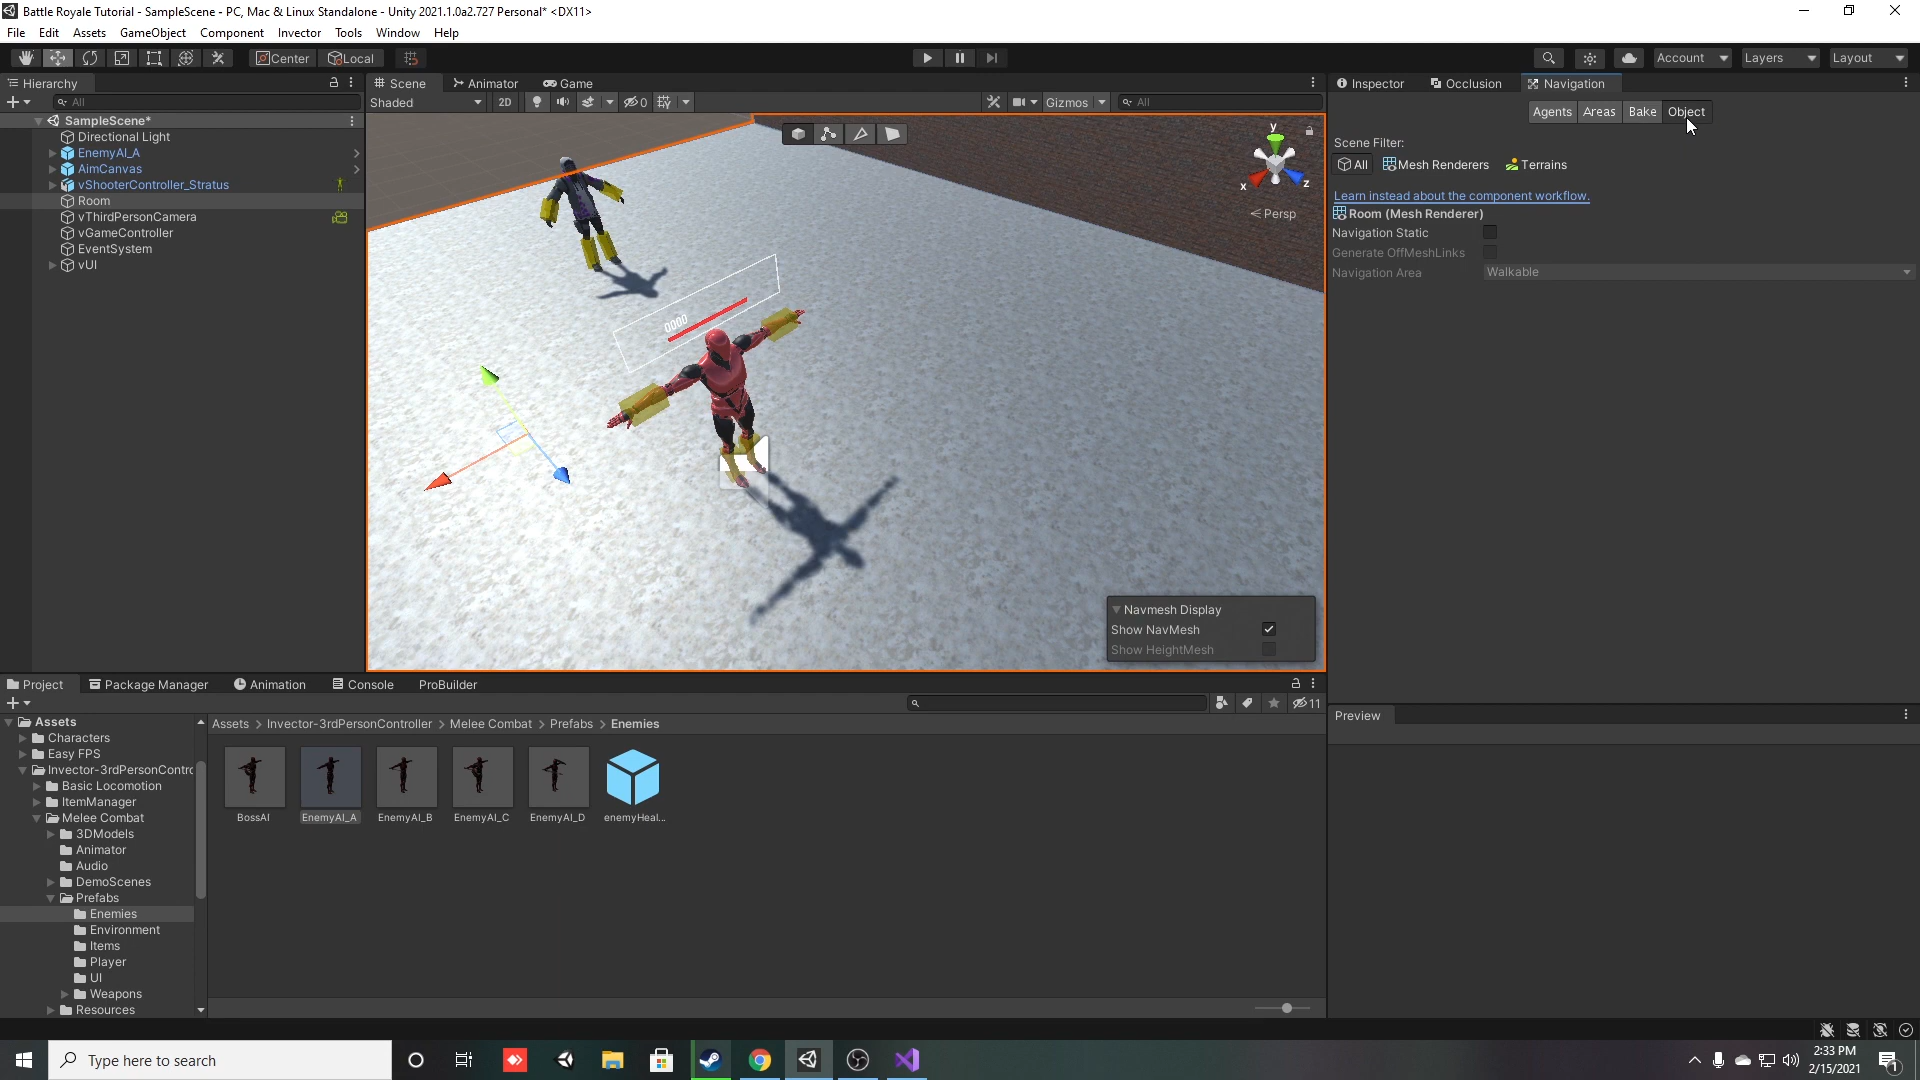 Battle Royale Tutorial - SampleScene - PC, Mac & Linux Standalone - Unity 2021.1.0a2.727 Personal* <DX11>
File Edit Assets GameObject Component Invector Tools Window Help
Center Local Account Layers Layout
Hierarchy
All
SampleScene*
Directional Light
EnemyAI_A
AimCanvas
vShooterController_Stratus
Room
vThirdPersonCamera
vGameController
EventSystem
vUI
Scene Animator Game
Shaded 2D 0 Gizmos All
Persp
x
y
z
0000
Navmesh Display
Show NavMesh
Show HeightMesh
Inspector Occlusion Navigation
Agents Areas Bake Object
Scene Filter:
All Mesh Renderers Terrains
Learn instead about the component workflow.
Room (Mesh Renderer)
Navigation Static
Generate OffMeshLinks
Navigation Area Walkable
Preview
Project Package Manager Animation Console ProBuilder
11
Assets
Characters
Easy FPS
Invector-3rdPersonContro
Basic Locomotion
ItemManager
Melee Combat
3DModels
Animator
Audio
DemoScenes
Prefabs
Enemies
Environment
Items
Player
UI
Weapons
Resources
Assets > Invector-3rdPersonController > Melee Combat > Prefabs > Enemies
BossAI EnemyAI_A EnemyAI_B EnemyAI_C EnemyAI_D enemyHeal...
Type here to search
2:33 PM
2/15/2021
1